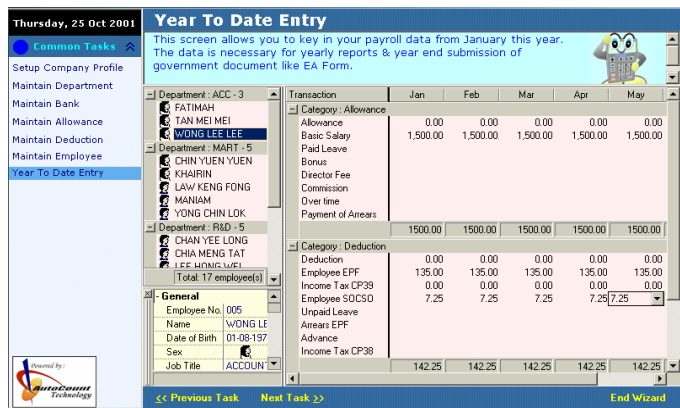 Thursday, 25 Oct 2001
Year To Date Entry
This screen allows you to key in your payroll data from January this year.
The data is necessary for yearly reports & year end submission of
government document like EA Form.
Common Tasks
Setup Company Profile
Maintain Department
Maintain Bank
Maintain Allowance
Maintain Deduction
Maintain Employee
Year To Date Entry
Department : ACC - 3
FATIMAH
TAN MEI MEI
WONG LEE LEE
Department : MART - 5
CHIN YUEN YUEN
KHAIRIN
LAW KENG FONG
MANIAM
YONG CHIN LOK
Department : R&D - 5
CHAN YEE LONG
CHIA MENG TAT
LEE HONG WEI
Total: 17 employee(s)
General
Employee No. 005
Name WONG LE
Date of Birth 01-08-197
Sex
Job Title ACCOUN
Transaction Jan Feb Mar Apr May
Category : Allowance
Allowance 0.00 0.00 0.00 0.00 0.00
Basic Salary 1,500.00 1,500.00 1,500.00 1,500.00 1,500.00
Paid Leave
Bonus
Director Fee
Commission
Over time
Payment of Arrears
1500.00 1500.00 1500.00 1500.00 1500.00
Category : Deduction
Deduction 0.00 0.00 0.00 0.00 0.00
Employee EPF 135.00 135.00 135.00 135.00 135.00
Income Tax CP39 0.00 0.00 0.00 0.00 0.00
Employee SOCSO 7.25 7.25 7.25 7.25 7.25
Unpaid Leave
Arrears EPF
Advance
Income Tax CP38
142.25 142.25 142.25 142.25 142.25
Powered by :
AutoCount
Technology
<< Previous Task Next Task >> End Wizard